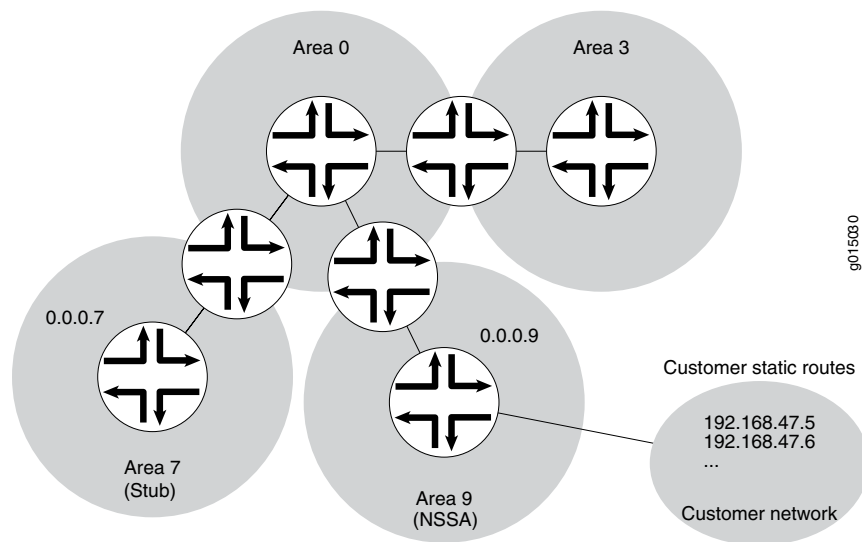 Area 0
Area 3
g015030
0.0.0.7
0.0.0.9
Customer static routes
192.168.47.5
192.168.47.6
...
Area 7
(Stub)
Area 9
(NSSA)
Customer network